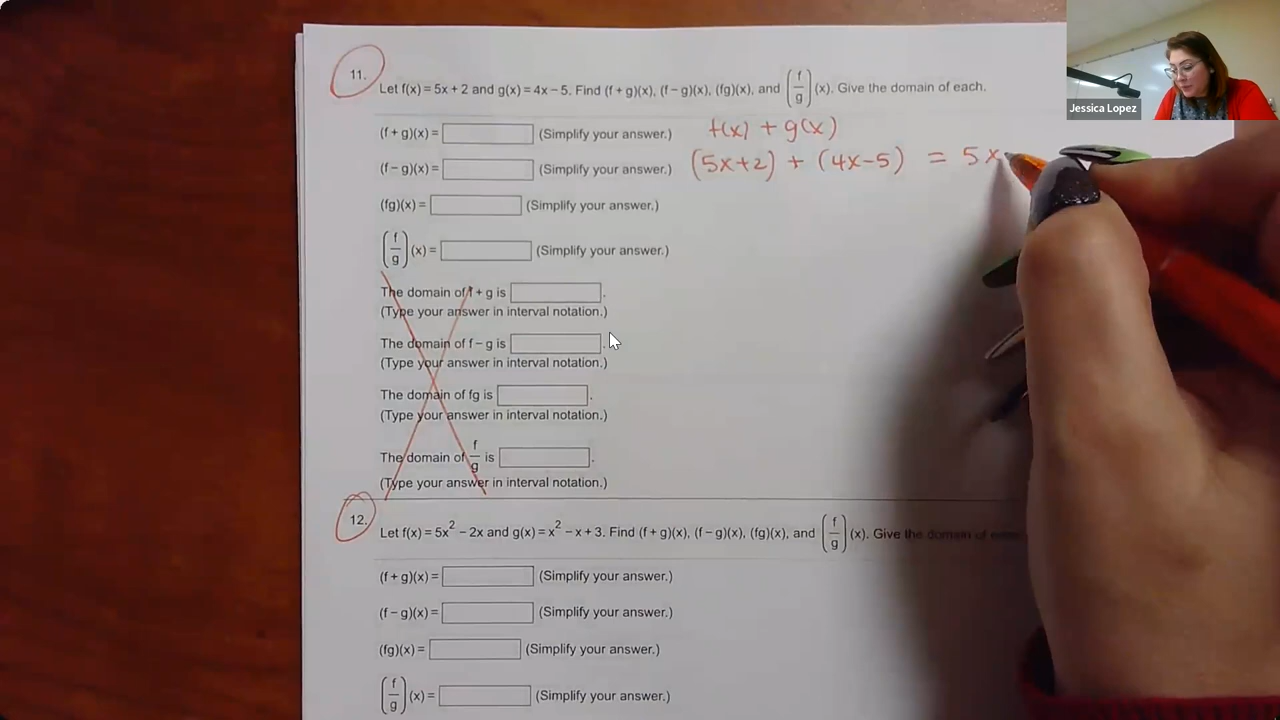 Jessica Lopez
11.
Let f(x) = 5x + 2 and g(x) = 4x − 5. Find (f + g)(x), (f − g)(x), (fg)(x), and (f/g)(x). Give the domain of each.
(f + g)(x) = (Simplify your answer.) f(x) + g(x)
(f − g)(x) = (Simplify your answer.) (5x+2) + (4x−5) = 5x
(fg)(x) = (Simplify your answer.)
(f/g)(x) = (Simplify your answer.)
The domain of f + g is .
(Type your answer in interval notation.)
The domain of f − g is .
(Type your answer in interval notation.)
The domain of fg is .
(Type your answer in interval notation.)
The domain of f/g is .
(Type your answer in interval notation.)
12.
Let f(x) = 5x² − 2x and g(x) = x² − x + 3. Find (f + g)(x), (f − g)(x), (fg)(x), and (f/g)(x). Give the domain of
(f + g)(x) = (Simplify your answer.)
(f − g)(x) = (Simplify your answer.)
(fg)(x) = (Simplify your answer.)
(f/g)(x) = (Simplify your answer.)